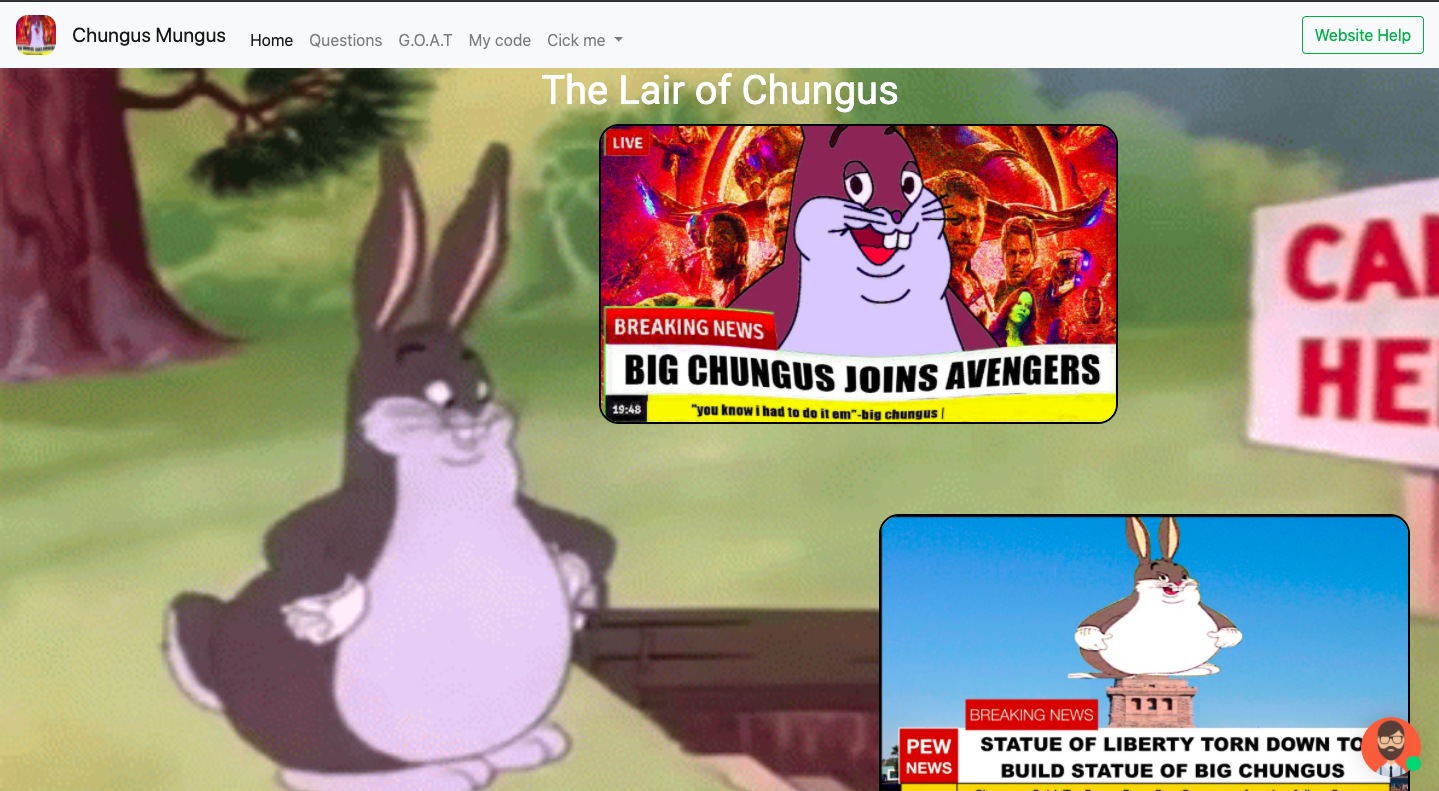 Chungus Mungus
Home
Questions
G.O.A.T
My code
Cick me
Website Help
The Lair of Chungus
LIVE
BREAKING NEWS
BIG CHUNGUS JOINS AVENGERS
19:48
"you know i had to do it em"-big chungus |
CA
HE
BREAKING NEWS
PEW
NEWS
STATUE OF LIBERTY TORN DOWN TO
BUILD STATUE OF BIG CHUNGUS